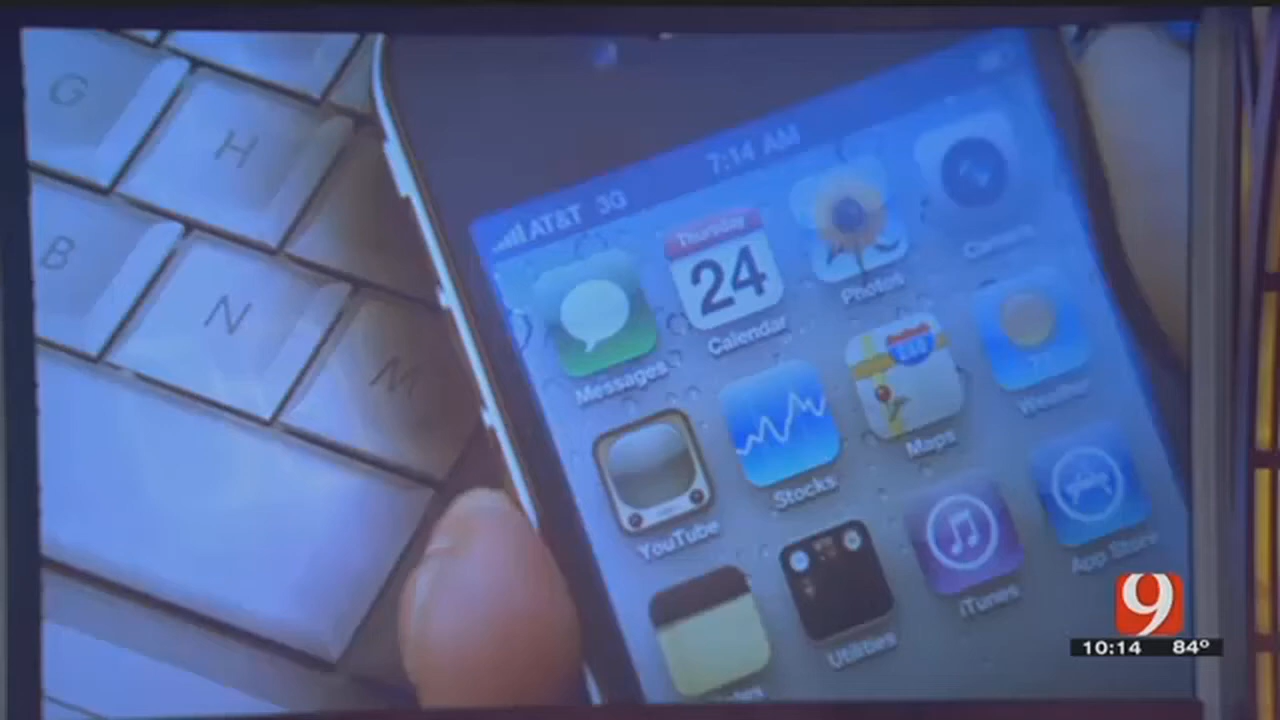 G
H
B
N
M
7:14 AM
AT&T 3G
Thursday
24
Messages
Calendar
Photos
YouTube
Stocks
Maps
Weather
Utilities
iTunes
App Store
9
10:14 84°